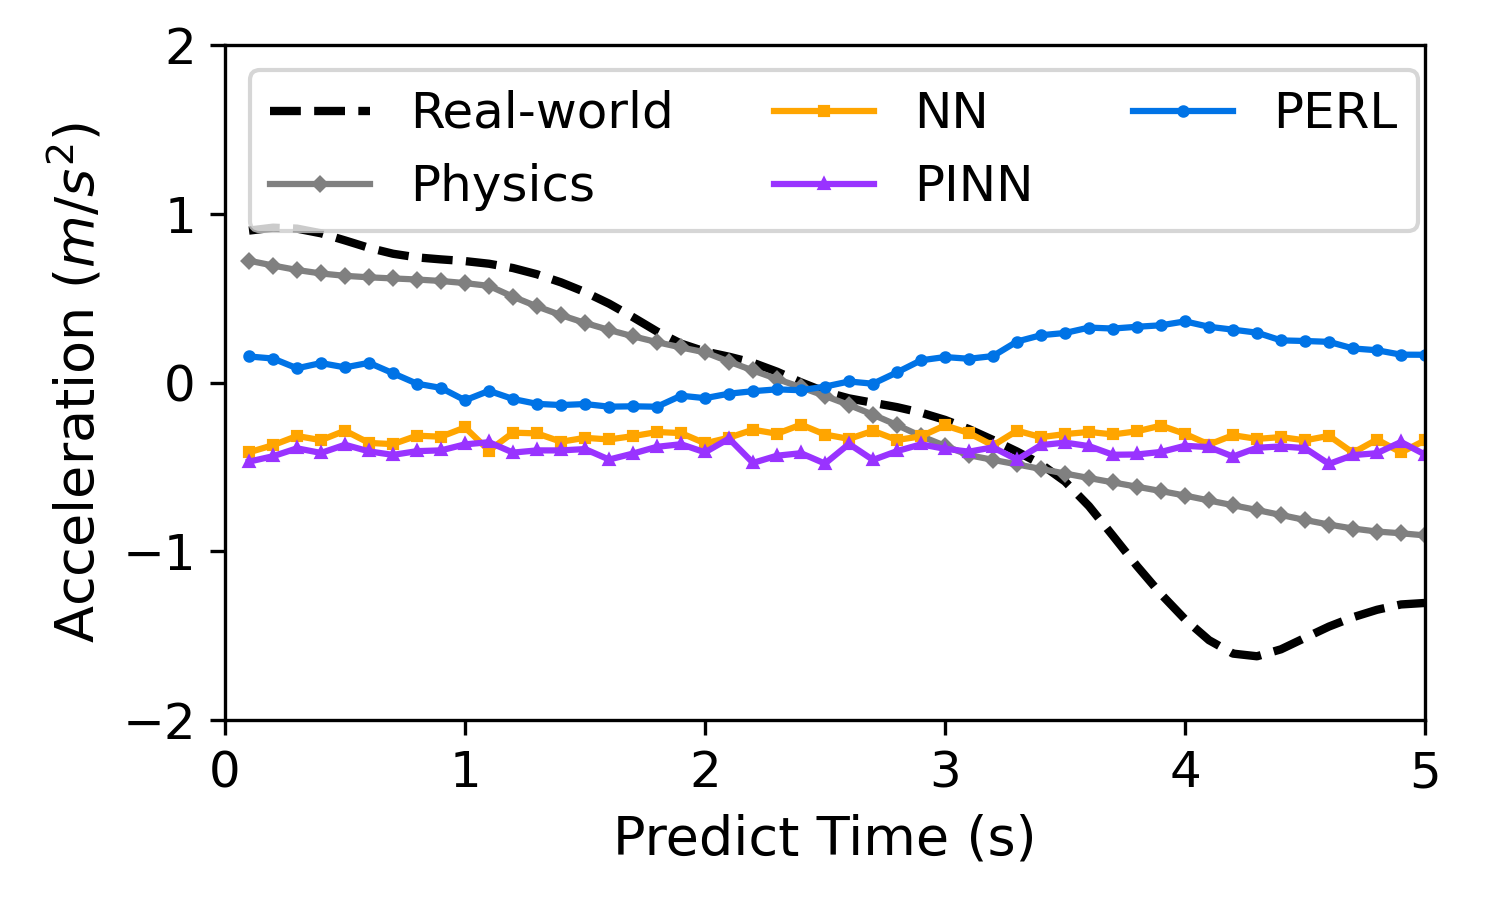 Real-world
Physics
NN
PINN
PERL
2
1
0
−1
−2
Acceleration (m/s²)
0 1 2 3 4 5
Predict Time (s)